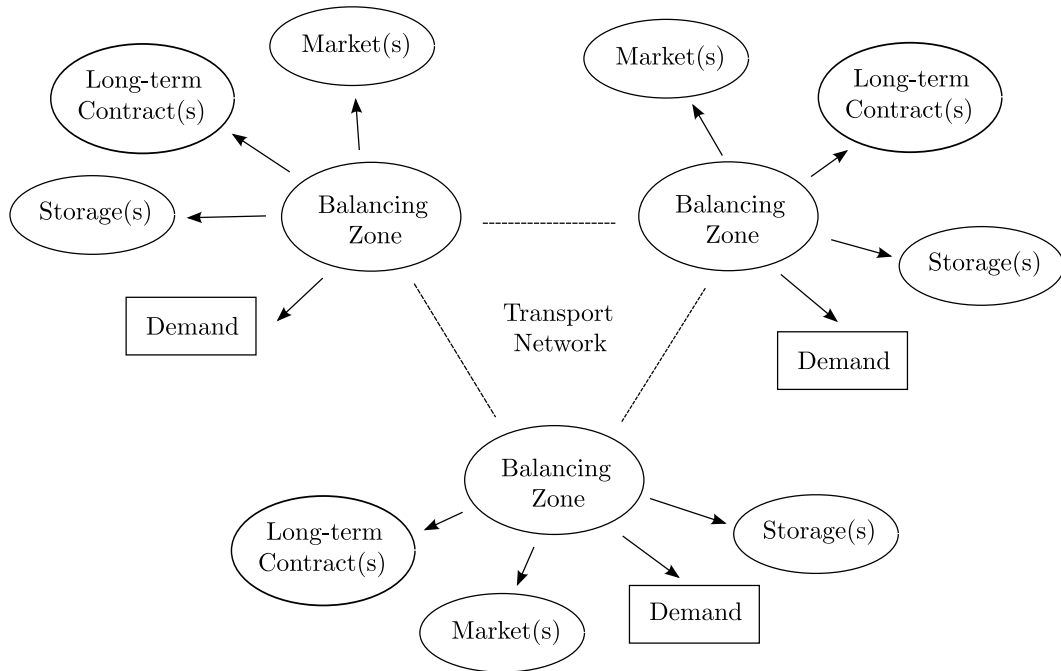 Market(s)
Long-term
Contract(s)
Storage(s)
Balancing
Zone
Demand
Market(s)
Long-term
Contract(s)
Balancing
Zone
Storage(s)
Demand
Transport
Network
Balancing
Zone
Long-term
Contract(s)
Storage(s)
Market(s)
Demand